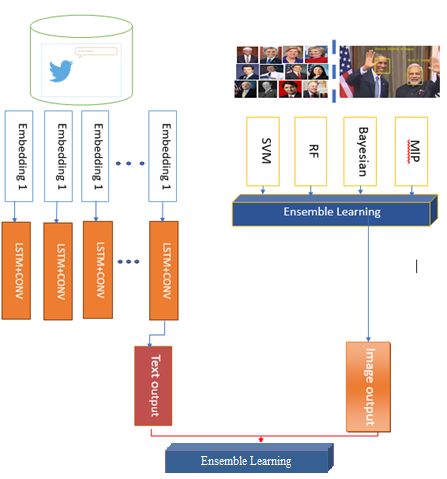 Embedding 1
Embedding 1
Embedding 1
Embedding 1
SVM
RF
Bayesian
MlP
Ensemble Learning
LSTM+CONV
LSTM+CONV
LSTM+CONV
LSTM+CONV
Text output
Image output
Ensemble Learning